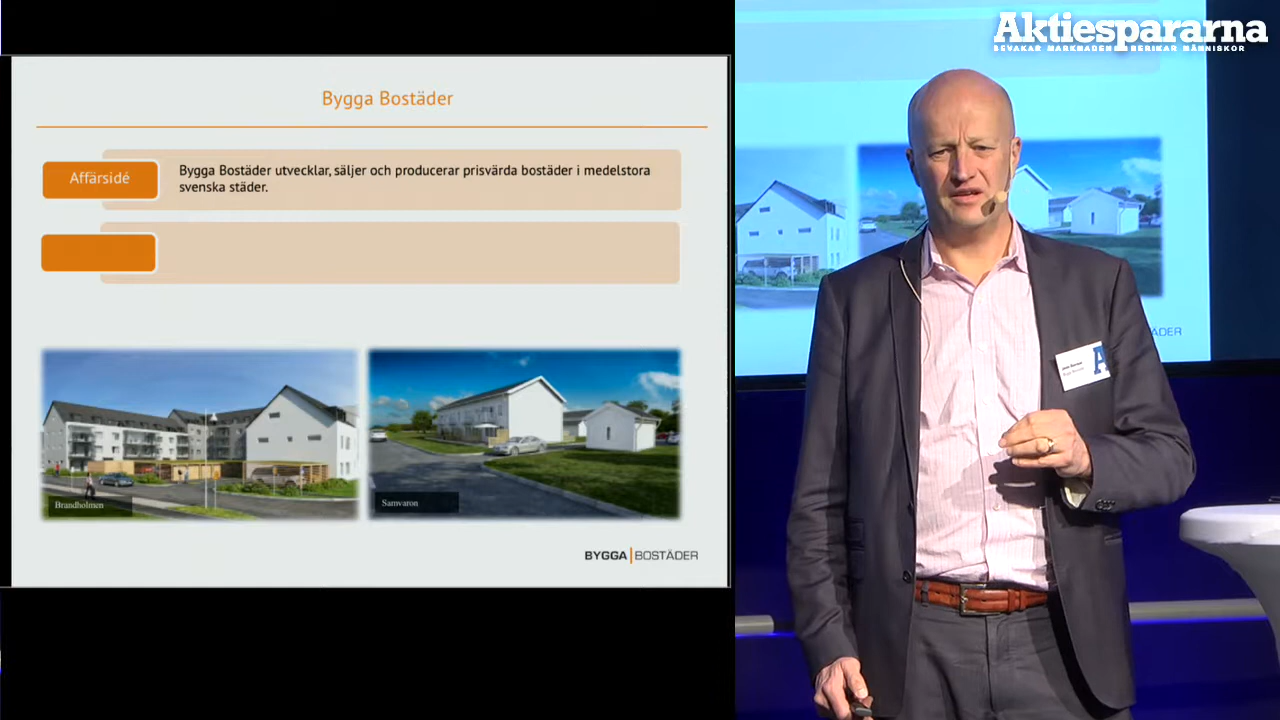 Aktiespararna
BEVAKAR MARKNADEN BERIKAR MÄNNISKOR
Bygga Bostäder
Affärsidé
Bygga Bostäder utvecklar, säljer och producerar prisvärda bostäder i medelstora
svenska städer.
Brandholmen
Samvaron
BYGGA|BOSTÄDER
ÄDER
A